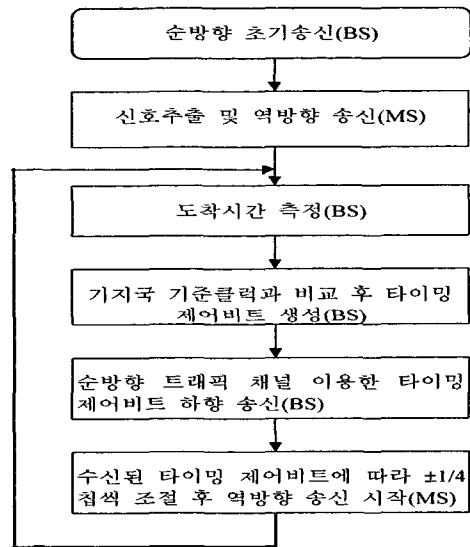 순방향 초기송신(BS)
신호추출 및 역방향 송신(MS)
도착시간 측정(BS)
기지국 기준클럭과 비교 후 타이밍
제어비트 생성(BS)
순방향 트래픽 채널 이용한 타이밍
제어비트 하향 송신(BS)
수신된 타이밍 제어비트에 따라 ±1/4
칩씩 조절 후 역방향 송신 시작(MS)